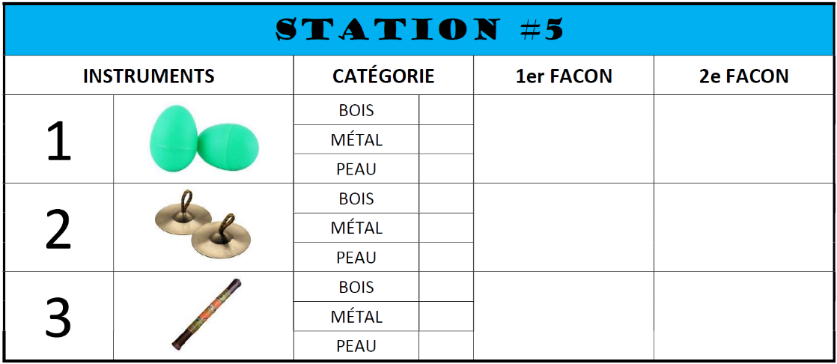 STATION #5
INSTRUMENTS CATÉGORIE 1er FACON 2e FACON
1
BOIS
MÉTAL
PEAU
2
BOIS
MÉTAL
PEAU
3
BOIS
MÉTAL
PEAU